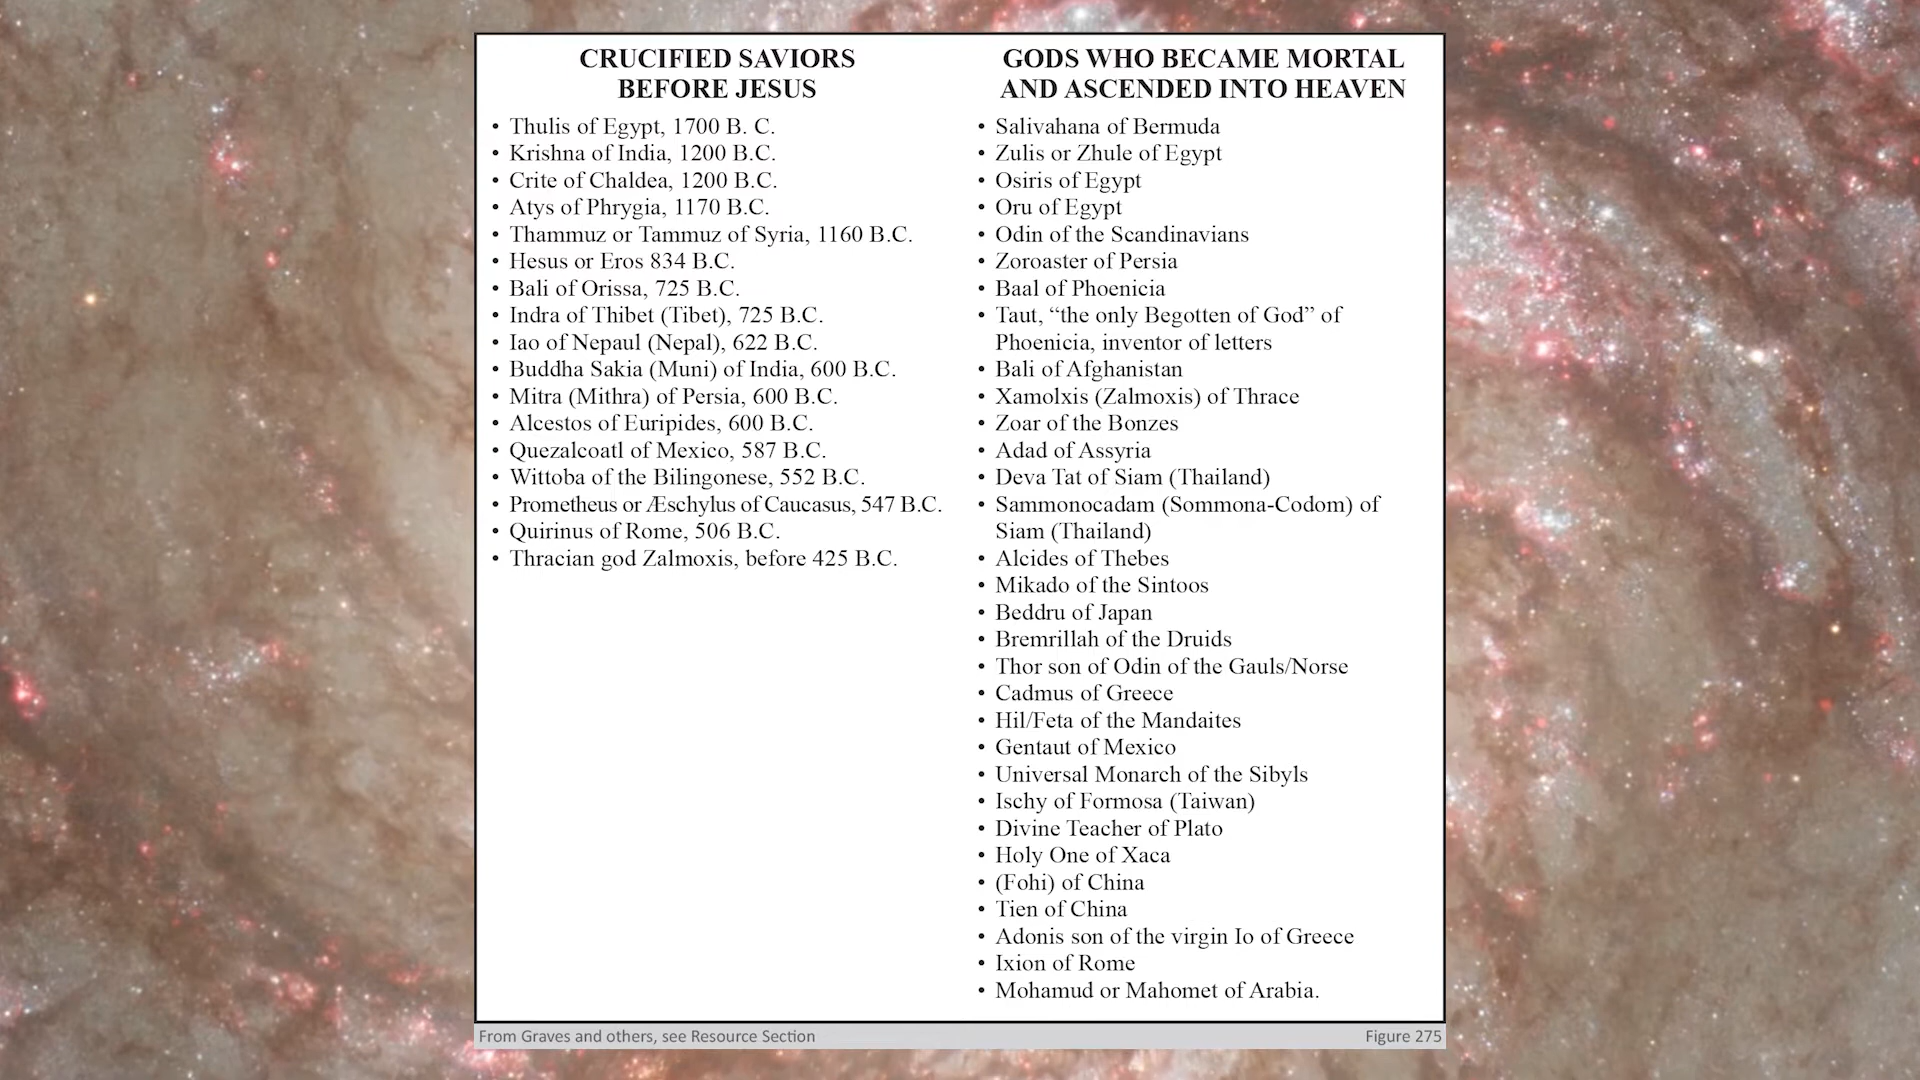 CRUCIFIED SAVIORS
BEFORE JESUS
• Thulis of Egypt, 1700 B. C.
• Krishna of India, 1200 B.C.
• Crite of Chaldea, 1200 B.C.
• Atys of Phrygia, 1170 B.C.
• Thammuz or Tammuz of Syria, 1160 B.C.
• Hesus or Eros 834 B.C.
• Bali of Orissa, 725 B.C.
• Indra of Thibet (Tibet), 725 B.C.
• Iao of Nepaul (Nepal), 622 B.C.
• Buddha Sakia (Muni) of India, 600 B.C.
• Mitra (Mithra) of Persia, 600 B.C.
• Alcestos of Euripides, 600 B.C.
• Quezalcoatl of Mexico, 587 B.C.
• Wittoba of the Bilingonese, 552 B.C.
• Prometheus or Æschylus of Caucasus, 547 B.C.
• Quirinus of Rome, 506 B.C.
• Thracian god Zalmoxis, before 425 B.C.
GODS WHO BECAME MORTAL
AND ASCENDED INTO HEAVEN
• Salivahana of Bermuda
• Zulis or Zhule of Egypt
• Osiris of Egypt
• Oru of Egypt
• Odin of the Scandinavians
• Zoroaster of Persia
• Baal of Phoenicia
• Taut, “the only Begotten of God” of
Phoenicia, inventor of letters
• Bali of Afghanistan
• Xamolxis (Zalmoxis) of Thrace
• Zoar of the Bonzes
• Adad of Assyria
• Deva Tat of Siam (Thailand)
• Sammonocadam (Sommona-Codom) of
Siam (Thailand)
• Alcides of Thebes
• Mikado of the Sintoos
• Beddru of Japan
• Bremrillah of the Druids
• Thor son of Odin of the Gauls/Norse
• Cadmus of Greece
• Hil/Feta of the Mandaites
• Gentaut of Mexico
• Universal Monarch of the Sibyls
• Ischy of Formosa (Taiwan)
• Divine Teacher of Plato
• Holy One of Xaca
• (Fohi) of China
• Tien of China
• Adonis son of the virgin Io of Greece
• Ixion of Rome
• Mohamud or Mahomet of Arabia.
From Graves and others, see Resource Section
Figure 275